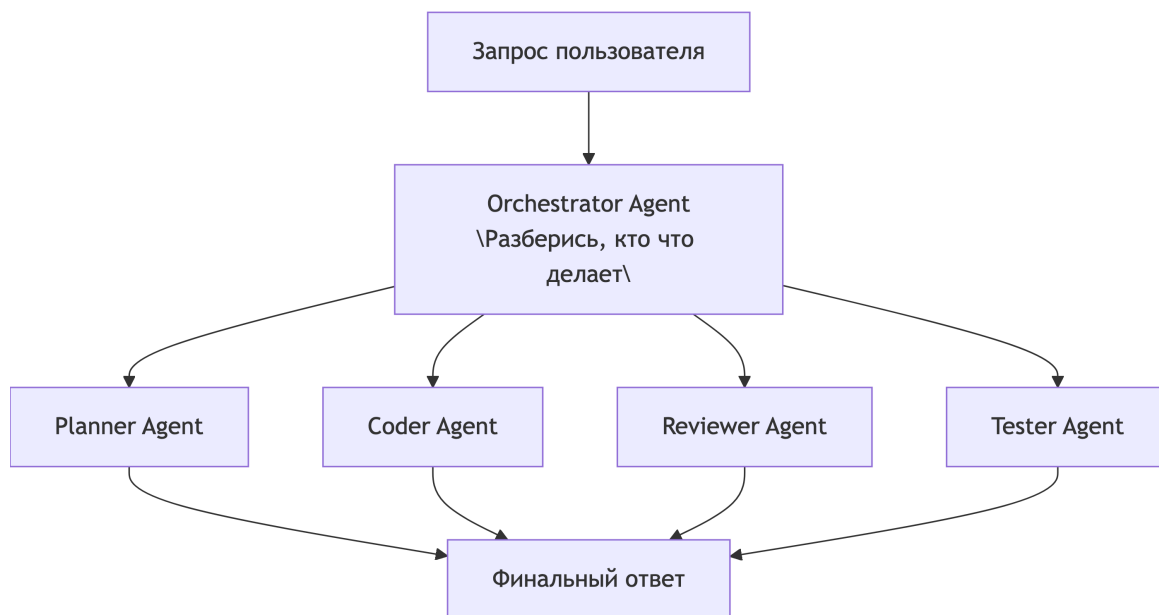 Запрос пользователя
Orchestrator Agent
\Разберись, кто что
делает\
Planner Agent
Coder Agent
Reviewer Agent
Tester Agent
Финальный ответ